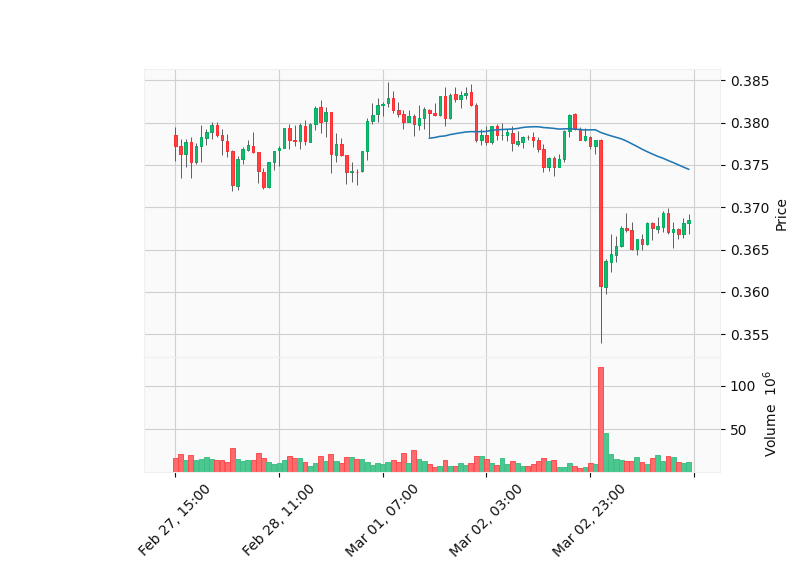 0.385
0.380
0.375
0.370
0.365
0.360
0.355
Price
100
50
Volume 10^6
Feb 27, 15:00
Feb 28, 11:00
Mar 01, 07:00
Mar 02, 03:00
Mar 02, 23:00